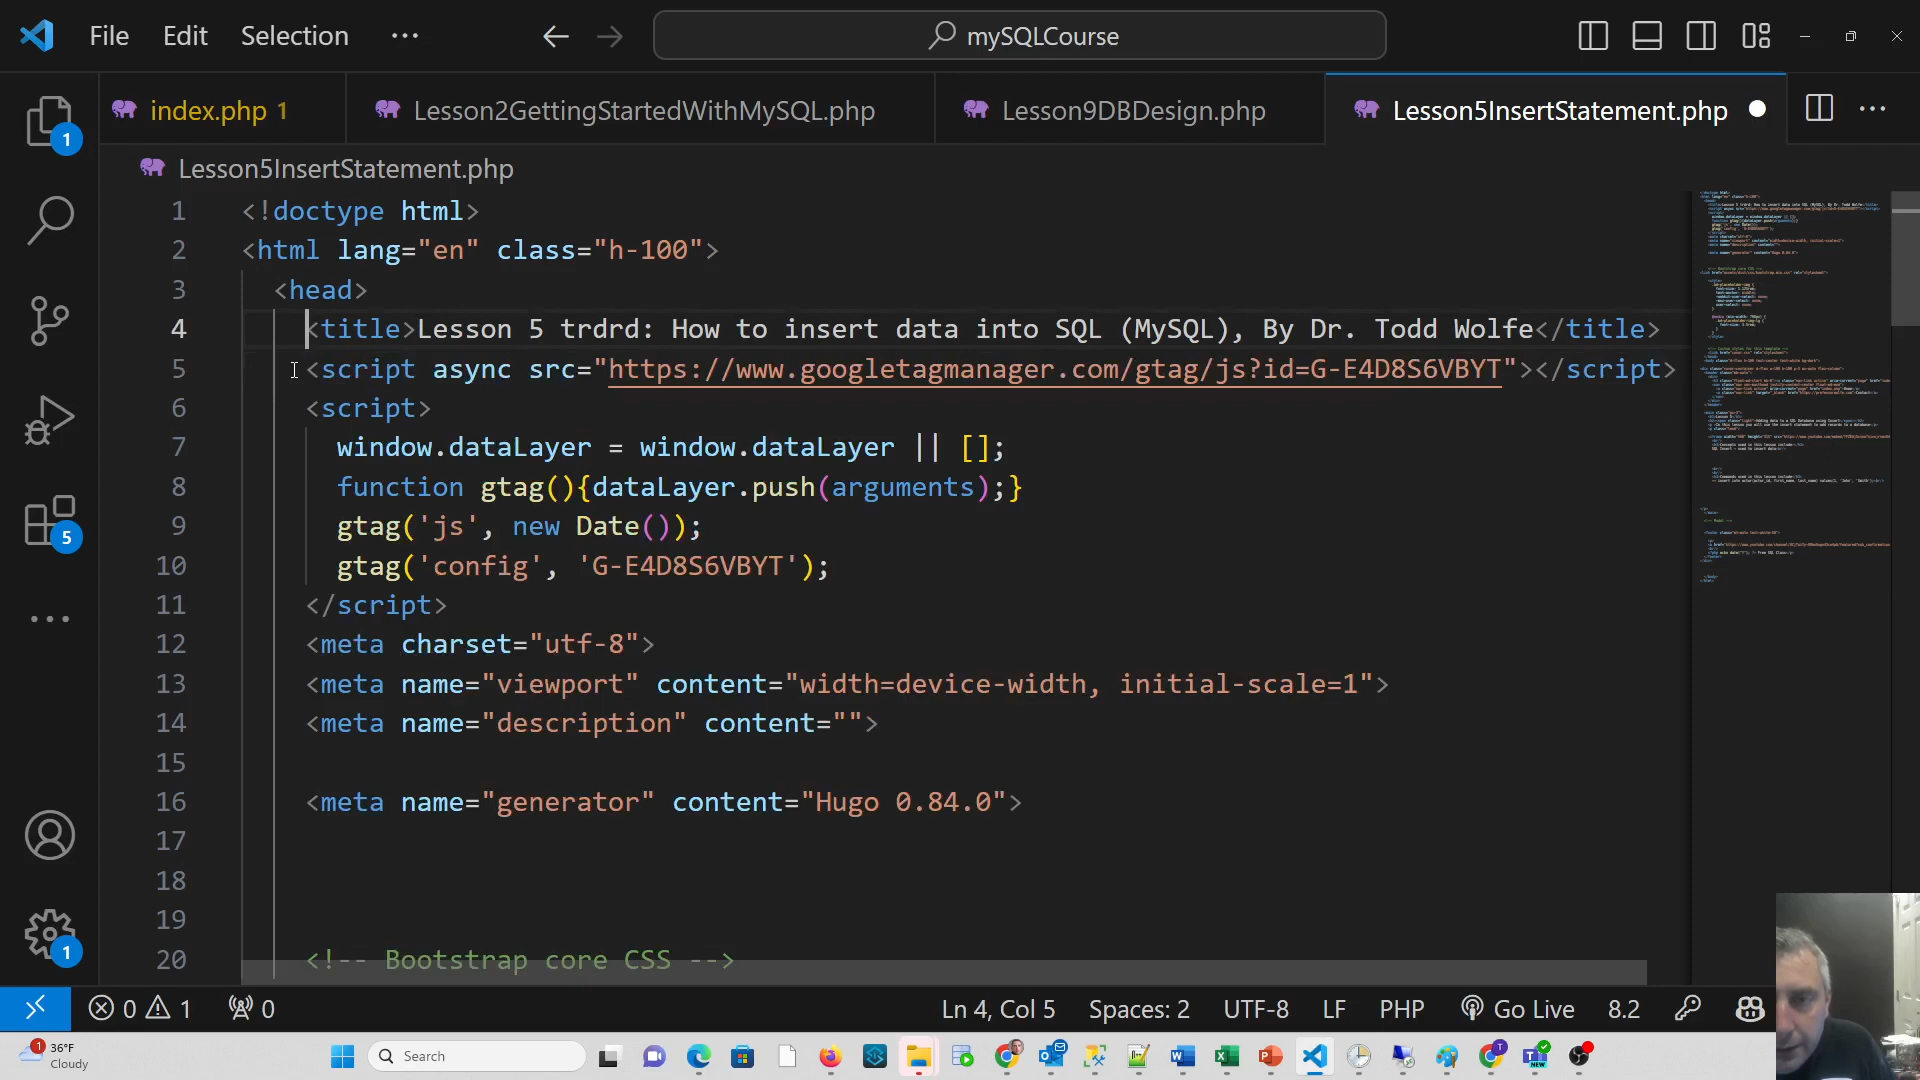 File Edit Selection ··· mySQLCourse
index.php 1 Lesson2GettingStartedWithMySQL.php Lesson9DBDesign.php Lesson5InsertStatement.php ···
1
Lesson5InsertStatement.php
1 <!doctype html>
2 <html lang="en" class="h-100">
3 <head>
4 <title>Lesson 5 trdrd: How to insert data into SQL (MySQL), By Dr. Todd Wolfe</title>
5 <script async src="https://www.googletagmanager.com/gtag/js?id=G-E4D8S6VBYT"></script>
6 <script>
7 window.dataLayer = window.dataLayer || [];
8 function gtag(){dataLayer.push(arguments);}
9 gtag('js', new Date());
5
10 gtag('config', 'G-E4D8S6VBYT');
11 </script>
12 <meta charset="utf-8">
13 <meta name="viewport" content="width=device-width, initial-scale=1">
14 <meta name="description" content="">
15
16 <meta name="generator" content="Hugo 0.84.0">
17
18
19
1
20 <!-- Bootstrap core CSS -->
0 1 0 Ln 4, Col 5 Spaces: 2 UTF-8 LF PHP Go Live 8.2
1 36°F
Cloudy
Search
T
NEW